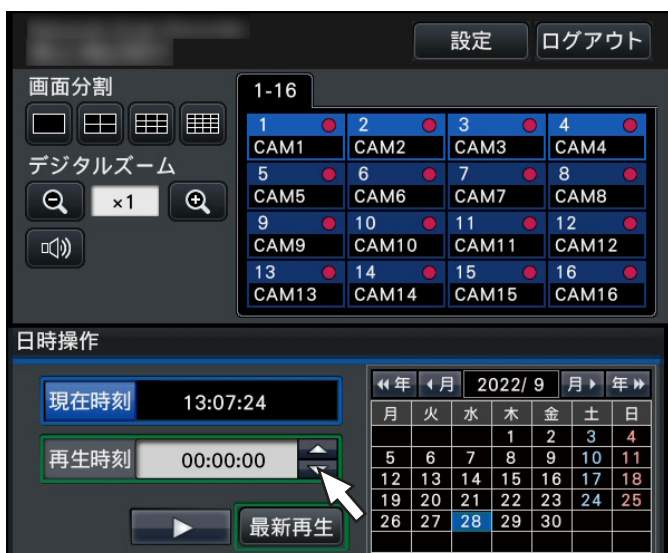 設定 ログアウト
画面分割
1-16
1 2 3 4
CAM1 CAM2 CAM3 CAM4
デジタルズーム
5 6 7 8
CAM5 CAM6 CAM7 CAM8
×1
9 10 11 12
CAM9 CAM10 CAM11 CAM12
13 14 15 16
CAM13 CAM14 CAM15 CAM16
日時操作
現在時刻 13:07:24
再生時刻 00:00:00
最新再生
年 月 2022/ 9 月 年
月 火 水 木 金 土 日
1 2 3 4
5 6 7 8 9 10 11
12 13 14 15 16 17 18
19 20 21 22 23 24 25
26 27 28 29 30